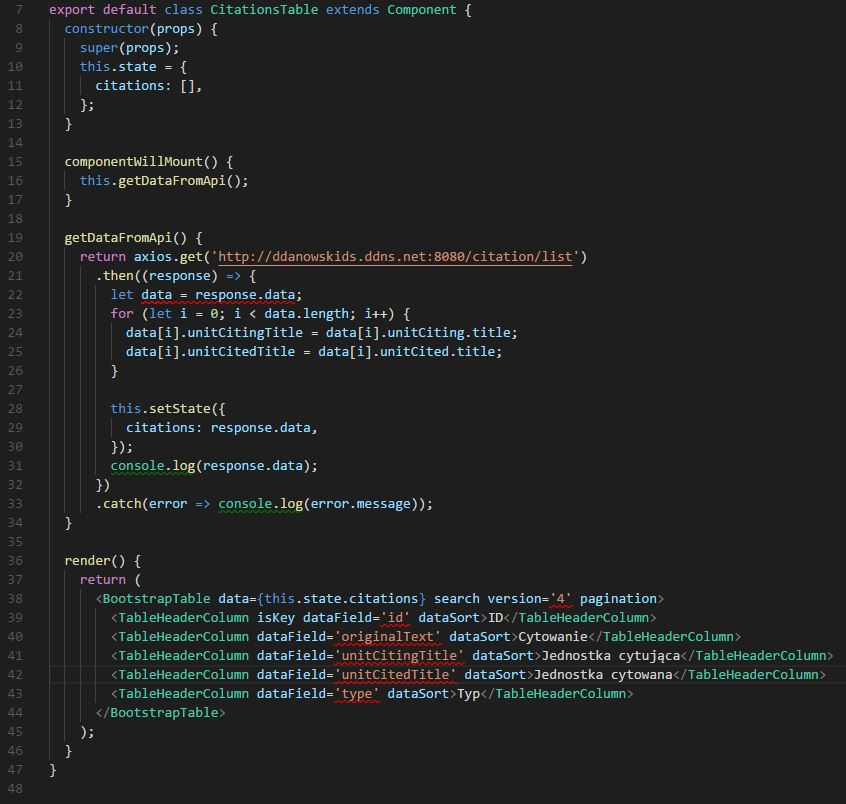 7 export default class CitationsTable extends Component {
8 constructor(props) {
9 super(props);
10 this.state = {
11 citations: [],
12 };
13 }
14
15 componentWillMount() {
16 this.getDataFromApi();
17 }
18
19 getDataFromApi() {
20 return axios.get('http://ddanowskids.ddns.net:8080/citation/list')
21 .then((response) => {
22 let data = response.data;
23 for (let i = 0; i < data.length; i++) {
24 data[i].unitCitingTitle = data[i].unitCiting.title;
25 data[i].unitCitedTitle = data[i].unitCited.title;
26 }
27
28 this.setState({
29 citations: response.data,
30 });
31 console.log(response.data);
32 })
33 .catch(error => console.log(error.message));
34 }
35
36 render() {
37 return (
38 <BootstrapTable data={this.state.citations} search version='4' pagination>
39 <TableHeaderColumn isKey dataField='id' dataSort>ID</TableHeaderColumn>
40 <TableHeaderColumn dataField='originalText' dataSort>Cytowanie</TableHeaderColumn>
41 <TableHeaderColumn dataField='unitCitingTitle' dataSort>Jednostka cytująca</TableHeaderColumn>
42 <TableHeaderColumn dataField='unitCitedTitle' dataSort>Jednostka cytowana</TableHeaderColumn>
43 <TableHeaderColumn dataField='type' dataSort>Typ</TableHeaderColumn>
44 </BootstrapTable>
45 );
46 }
47 }
48